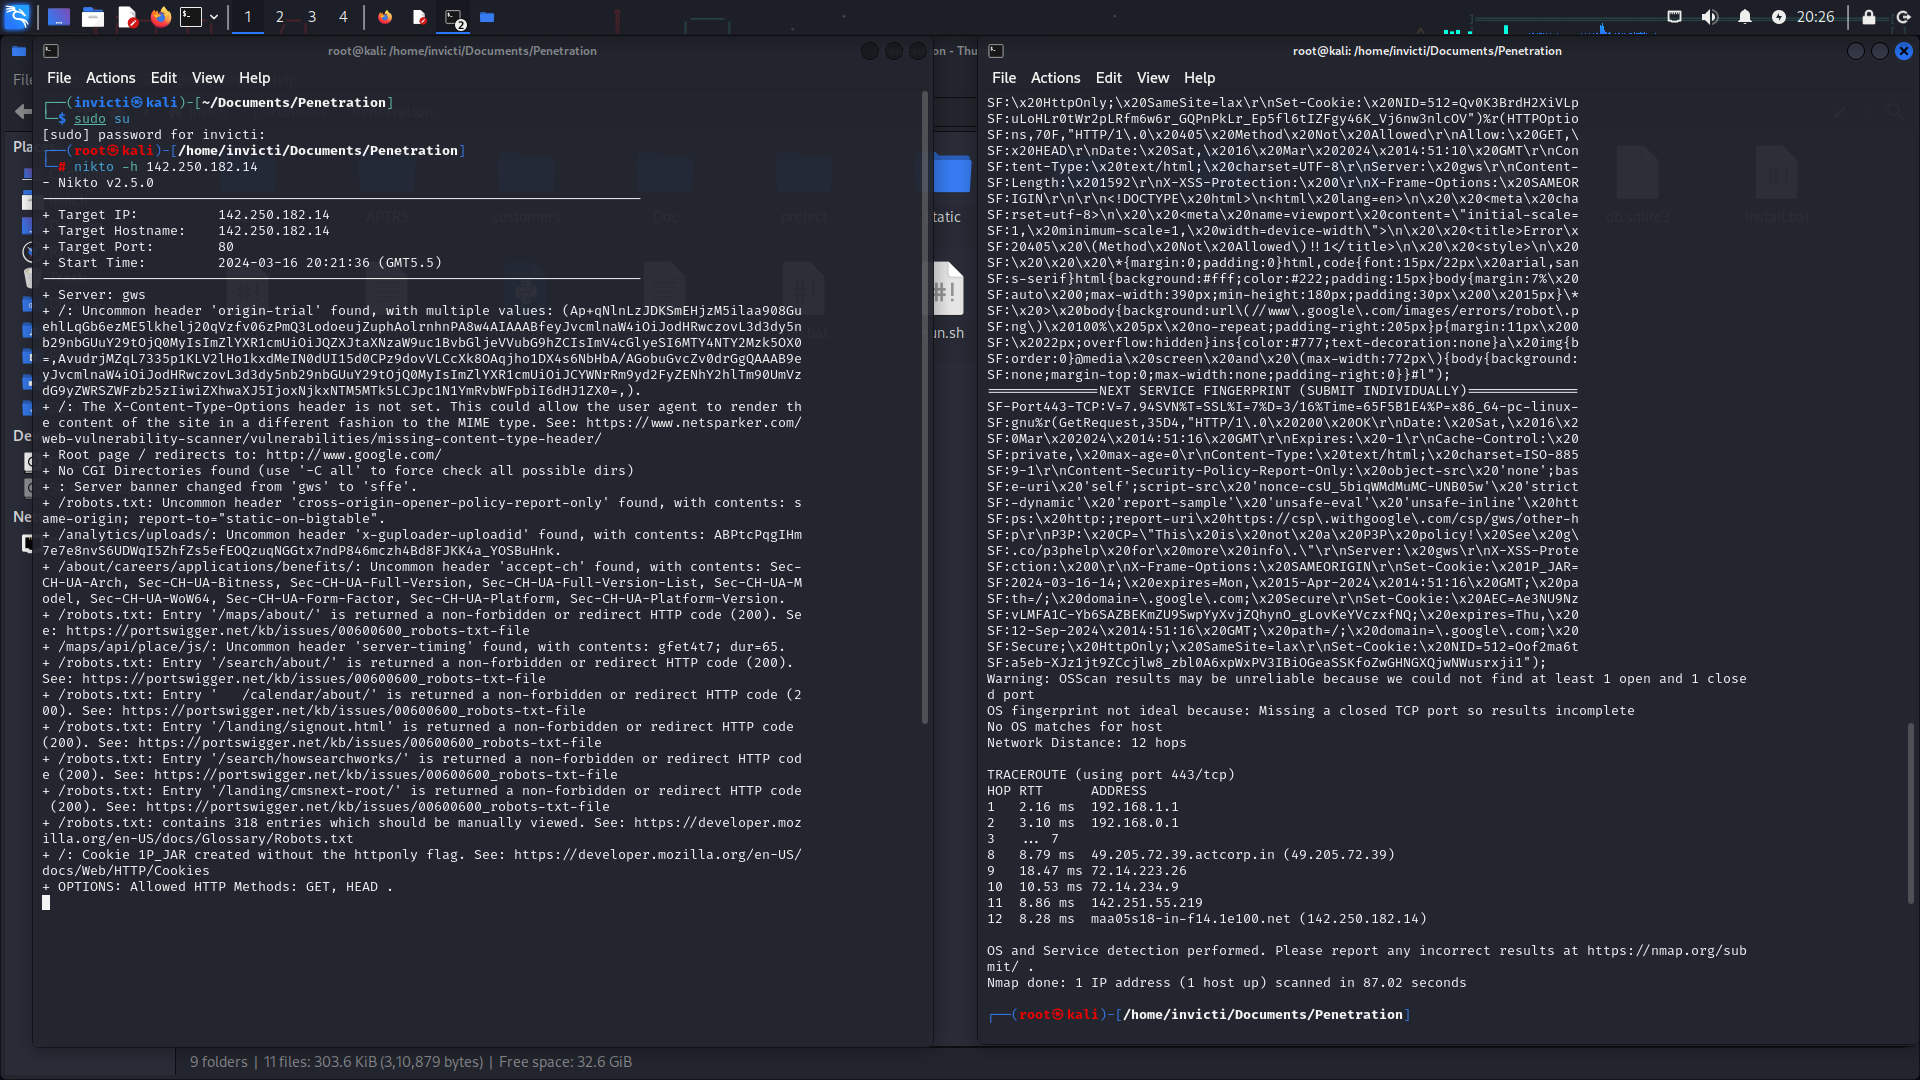 1 2 3 4
20:26
root@kali: /home/invicti/Documents/Penetration
File Actions Edit View Help
┌──(invicti㉿kali)-[~/Documents/Penetration]
└─$ sudo su
[sudo] password for invicti:
┌──(root㉿kali)-[/home/invicti/Documents/Penetration]
└─# nikto -h 142.250.182.14
- Nikto v2.5.0
+ Target IP: 142.250.182.14
+ Target Hostname: 142.250.182.14
+ Target Port: 80
+ Start Time: 2024-03-16 20:21:36 (GMT5.5)
+ Server: gws
+ /: Uncommon header 'origin-trial' found, with multiple values: (Ap+qNlnLzJDKSmEHjzM5ilaa908Gu
ehlLqGb6ezME5lkhelj20qVzfv06zPmQ3LodoeujZuphAolrnhnPA8w4AIAAABfeyJvcmlnaW4iOiJodHRwczovL3d3dy5n
b29nbGUuY29tOjQ0MyIsImZlYXR1cmUiOiJQZXJtaXNzaW9uc1BvbGljeVVubG9hZCIsImV4cGlyeSI6MTY4NTY2Mzk5OX0
=,AvudrjMZqL7335p1KLV2lHo1kxdMeIN0dUI15d0CPz9dovVLCcXk8OAqjho1DX4s6NbHbA/AGobuGvcZv0drGgQAAAB9e
yJvcmlnaW4iOiJodHRwczovL3d3dy5nb29nbGUuY29tOjQ0MyIsImZlYXR1cmUiOiJCYWNrRm9yd2FyZENhY2hlTm90UmVz
dG9yZWRSZWFzb25zIiwiZXhwaXJ5IjoxNjkxNTM5MTk5LCJpc1N1YmRvbWFpbiI6dHJ1ZX0=,).
+ /: The X-Content-Type-Options header is not set. This could allow the user agent to render th
e content of the site in a different fashion to the MIME type. See: https://www.netsparker.com/
web-vulnerability-scanner/vulnerabilities/missing-content-type-header/
+ Root page / redirects to: http://www.google.com/
+ No CGI Directories found (use '-C all' to force check all possible dirs)
+ : Server banner changed from 'gws' to 'sffe'.
+ /robots.txt: Uncommon header 'cross-origin-opener-policy-report-only' found, with contents: s
ame-origin; report-to="static-on-bigtable".
+ /analytics/uploads/: Uncommon header 'x-guploader-uploadid' found, with contents: ABPtcPqgIHm
7e7e8nvS6UDWqI5ZhfZs5efEOQzuqNGGtx7ndP846mczh4Bd8FJKK4a_YOSBuHnk.
+ /about/careers/applications/benefits/: Uncommon header 'accept-ch' found, with contents: Sec-
CH-UA-Arch, Sec-CH-UA-Bitness, Sec-CH-UA-Full-Version, Sec-CH-UA-Full-Version-List, Sec-CH-UA-M
odel, Sec-CH-UA-WoW64, Sec-CH-UA-Form-Factor, Sec-CH-UA-Platform, Sec-CH-UA-Platform-Version.
+ /robots.txt: Entry '/maps/about/' is returned a non-forbidden or redirect HTTP code (200). Se
e: https://portswigger.net/kb/issues/00600600_robots-txt-file
+ /maps/api/place/js/: Uncommon header 'server-timing' found, with contents: gfet4t7; dur=65.
+ /robots.txt: Entry '/search/about/' is returned a non-forbidden or redirect HTTP code (200).
See: https://portswigger.net/kb/issues/00600600_robots-txt-file
+ /robots.txt: Entry '   /calendar/about/' is returned a non-forbidden or redirect HTTP code (2
00). See: https://portswigger.net/kb/issues/00600600_robots-txt-file
+ /robots.txt: Entry '/landing/signout.html' is returned a non-forbidden or redirect HTTP code
(200). See: https://portswigger.net/kb/issues/00600600_robots-txt-file
+ /robots.txt: Entry '/search/howsearchworks/' is returned a non-forbidden or redirect HTTP cod
e (200). See: https://portswigger.net/kb/issues/00600600_robots-txt-file
+ /robots.txt: Entry '/landing/cmsnext-root/' is returned a non-forbidden or redirect HTTP code
 (200). See: https://portswigger.net/kb/issues/00600600_robots-txt-file
+ /robots.txt: contains 318 entries which should be manually viewed. See: https://developer.moz
illa.org/en-US/docs/Glossary/Robots.txt
+ /: Cookie 1P_JAR created without the httponly flag. See: https://developer.mozilla.org/en-US/
docs/Web/HTTP/Cookies
+ OPTIONS: Allowed HTTP Methods: GET, HEAD .
root@kali: /home/invicti/Documents/Penetration
File Actions Edit View Help
SF:\x20HttpOnly;\x20SameSite=lax\r\nSet-Cookie:\x20NID=512=Qv0K3BrdH2XiVLp
SF:uLoHLr0tWr2pLRfm6w6r_GQPnPkLr_Ep5fl6tIZFgy46K_Vj6nw3nlcOV")%r(HTTPOptio
SF:ns,70F,"HTTP/1\.0\x20405\x20Method\x20Not\x20Allowed\r\nAllow:\x20GET,\
SF:x20HEAD\r\nDate:\x20Sat,\x2016\x20Mar\x202024\x2014:51:10\x20GMT\r\nCon
SF:tent-Type:\x20text/html;\x20charset=UTF-8\r\nServer:\x20gws\r\nContent-
SF:Length:\x201592\r\nX-XSS-Protection:\x200\r\nX-Frame-Options:\x20SAMEOR
SF:IGIN\r\n\r\n<!DOCTYPE\x20html>\n<html\x20lang=en>\n\x20\x20<meta\x20cha
SF:rset=utf-8>\n\x20\x20<meta\x20name=viewport\x20content=\"initial-scale=
SF:1,\x20minimum-scale=1,\x20width=device-width\">\n\x20\x20<title>Error\x
SF:20405\x20\(Method\x20Not\x20Allowed\)!!1</title>\n\x20\x20<style>\n\x20
SF:\x20\x20\x20\*{margin:0;padding:0}html,code{font:15px/22px\x20arial,san
SF:s-serif}html{background:#fff;color:#222;padding:15px}body{margin:7%\x20
SF:auto\x200;max-width:390px;min-height:180px;padding:30px\x200\x2015px}\*
SF:\x20>\x20body{background:url\(//www\.google\.com/images/errors/robot\.p
SF:ng\)\x20100%\x205px\x20no-repeat;padding-right:205px}p{margin:11px\x200
SF:\x2022px;overflow:hidden}ins{color:#777;text-decoration:none}a\x20img{b
SF:order:0}@media\x20screen\x20and\x20\(max-width:772px\){body{background:
SF:none;margin-top:0;max-width:none;padding-right:0}}#l");
==============NEXT SERVICE FINGERPRINT (SUBMIT INDIVIDUALLY)==============
SF-Port443-TCP:V=7.94SVN%T=SSL%I=7%D=3/16%Time=65F5B1E4%P=x86_64-pc-linux-
SF:gnu%r(GetRequest,35D4,"HTTP/1\.0\x20200\x20OK\r\nDate:\x20Sat,\x2016\x2
SF:0Mar\x202024\x2014:51:16\x20GMT\r\nExpires:\x20-1\r\nCache-Control:\x20
SF:private,\x20max-age=0\r\nContent-Type:\x20text/html;\x20charset=ISO-885
SF:9-1\r\nContent-Security-Policy-Report-Only:\x20object-src\x20'none';bas
SF:e-uri\x20'self';script-src\x20'nonce-csU_5biqWMdMuMC-UNB05w'\x20'strict
SF:-dynamic'\x20'report-sample'\x20'unsafe-eval'\x20'unsafe-inline'\x20htt
SF:ps:\x20http:;report-uri\x20https://csp\.withgoogle\.com/csp/gws/other-h
SF:p\r\nP3P:\x20CP=\"This\x20is\x20not\x20a\x20P3P\x20policy!\x20See\x20g\
SF:.co/p3phelp\x20for\x20more\x20info\.\"\r\nServer:\x20gws\r\nX-XSS-Prote
SF:ction:\x200\r\nX-Frame-Options:\x20SAMEORIGIN\r\nSet-Cookie:\x201P_JAR=
SF:2024-03-16-14;\x20expires=Mon,\x2015-Apr-2024\x2014:51:16\x20GMT;\x20pa
SF:th=/;\x20domain=\.google\.com;\x20Secure\r\nSet-Cookie:\x20AEC=Ae3NU9Nz
SF:vLMFA1C-Yb6SAZBEKmZU9SwpYyXvjZQhynO_gLovKeYVczxfNQ;\x20expires=Thu,\x20
SF:12-Sep-2024\x2014:51:16\x20GMT;\x20path=/;\x20domain=\.google\.com;\x20
SF:Secure;\x20HttpOnly;\x20SameSite=lax\r\nSet-Cookie:\x20NID=512=Oof2ma6t
SF:a5eb-XJz1jt9ZCcjlw8_zbl0A6xpWxPV3IBiOGeaSSKfoZwGHNGXQjwNWusrxji1");
Warning: OSScan results may be unreliable because we could not find at least 1 open and 1 close
d port
OS fingerprint not ideal because: Missing a closed TCP port so results incomplete
No OS matches for host
Network Distance: 12 hops
TRACEROUTE (using port 443/tcp)
HOP RTT ADDRESS
1 2.16 ms 192.168.1.1
2 3.10 ms 192.168.0.1
3 ... 7
8 8.79 ms 49.205.72.39.actcorp.in (49.205.72.39)
9 18.47 ms 72.14.223.26
10 10.53 ms 72.14.234.9
11 8.86 ms 142.251.55.219
12 8.28 ms maa05s18-in-f14.1e100.net (142.250.182.14)
OS and Service detection performed. Please report any incorrect results at https://nmap.org/sub
mit/ .
Nmap done: 1 IP address (1 host up) scanned in 87.02 seconds
┌──(root㉿kali)-[/home/invicti/Documents/Penetration]
9 folders | 11 files: 303.6 KiB (3,10,879 bytes) | Free space: 32.6 GiB